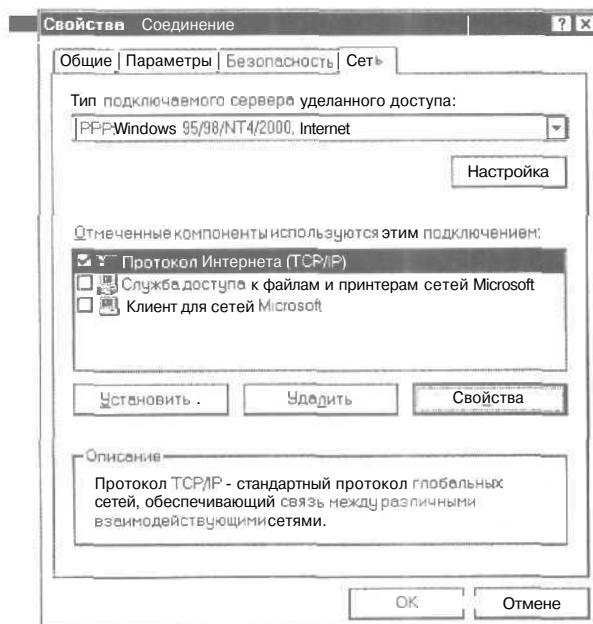 Свойства Соединение
Общие Параметры Безопасность Сеть
Тип подключаемого сервера уделанного доступа:
PPP:Windows 95/98/NT4/2000, Internet
Настройка
Отмеченные компоненты используются этим подключением:
Протокол Интернета (TCP/IP)
Служба доступа к файлам и принтерам сетей Microsoft
Клиент для сетей Microsoft
Установить .
Удалить
Свойства
Описание
Протокол TCP/IP - стандартный протокол глобальных
сетей, обеспечивающий связь между различными
взаимодействующими сетями.
OK
Отмене